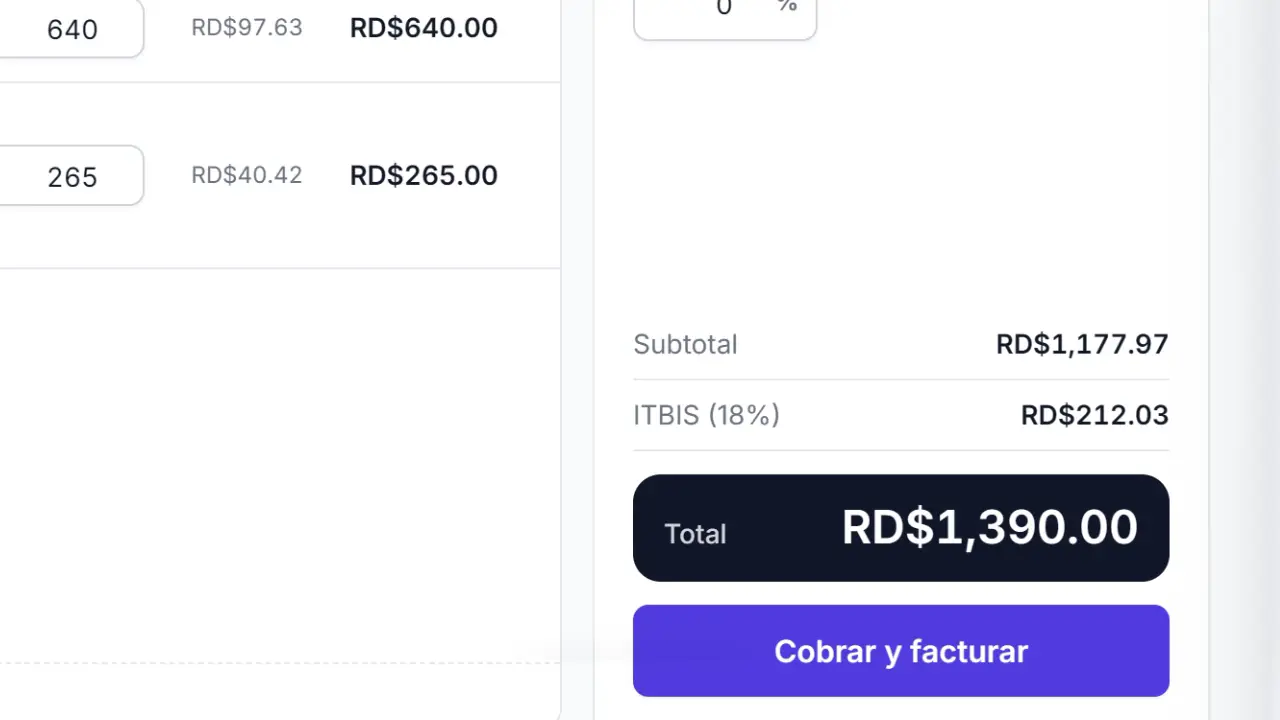 640 RD$97.63 RD$640.00
0 %
265 RD$40.42 RD$265.00
Subtotal RD$1,177.97
ITBIS (18%) RD$212.03
Total RD$1,390.00
Cobrar y facturar